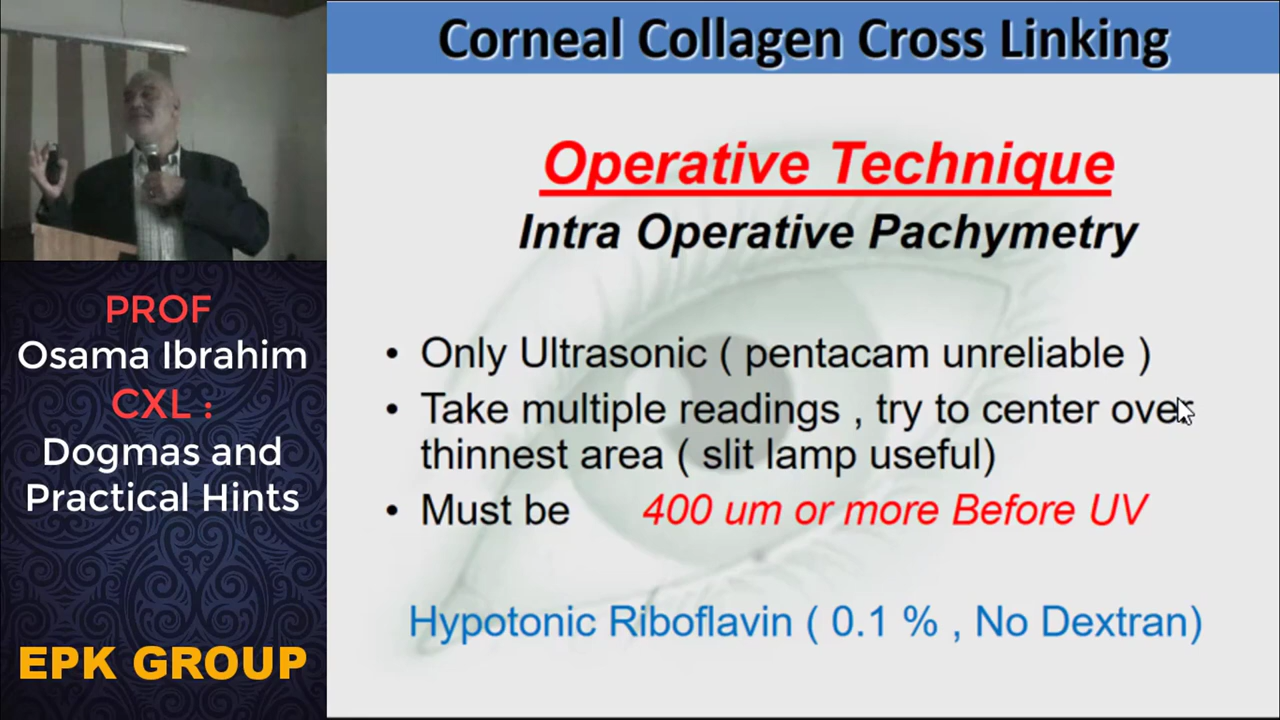 Corneal Collagen Cross Linking
Operative Technique
Intra Operative Pachymetry
• Only Ultrasonic ( pentacam unreliable )
• Take multiple readings , try to center over
thinnest area ( slit lamp useful)
• Must be 400 um or more Before UV
Hypotonic Riboflavin ( 0.1 % , No Dextran)
PROF
Osama Ibrahim
CXL :
Dogmas and
Practical Hints
EPK GROUP